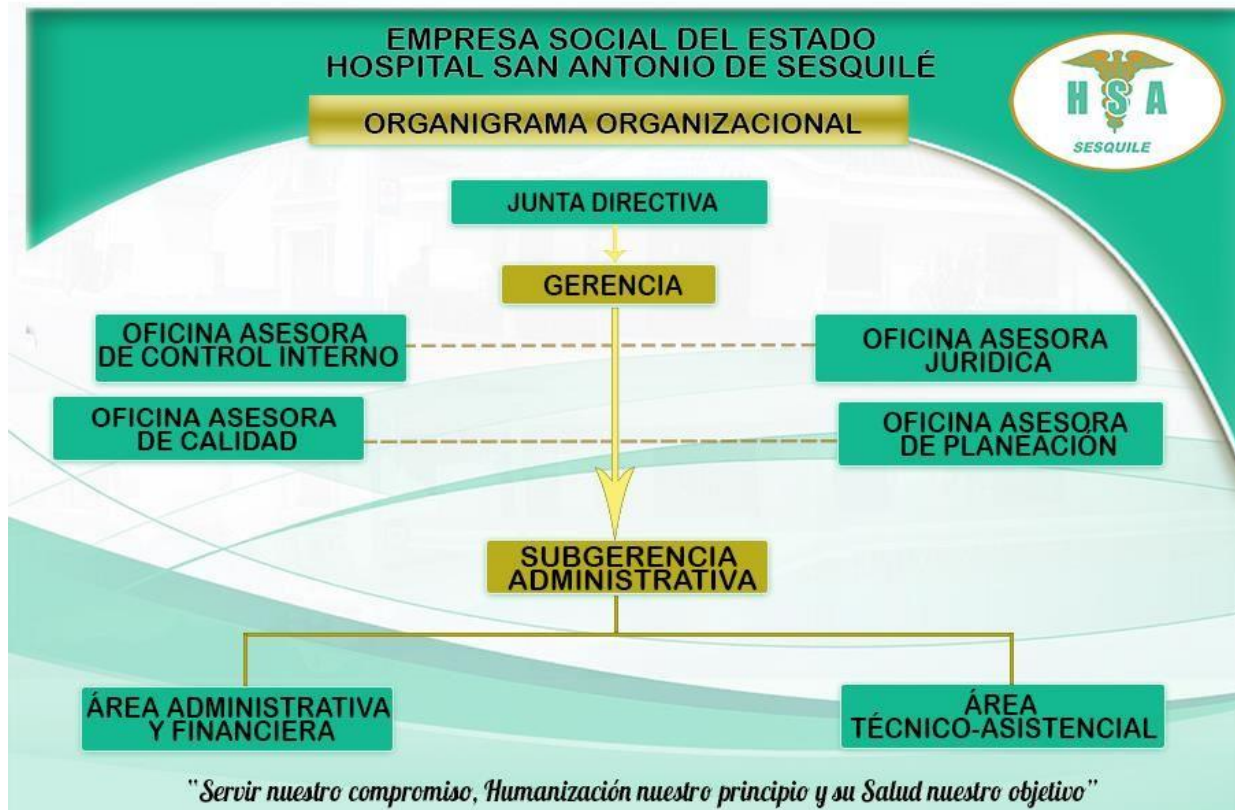 EMPRESA SOCIAL DEL ESTADO
HOSPITAL SAN ANTONIO DE SESQUILÉ
ORGANIGRAMA ORGANIZACIONAL
H S A
SESQUILE
JUNTA DIRECTIVA
GERENCIA
OFICINA ASESORA
DE CONTROL INTERNO
OFICINA ASESORA
JURIDICA
OFICINA ASESORA
DE CALIDAD
OFICINA ASESORA
DE PLANEACIÓN
SUBGERENCIA
ADMINISTRATIVA
ÁREA ADMINISTRATIVA
Y FINANCIERA
ÁREA
TÉCNICO-ASISTENCIAL
"Servir nuestro compromiso, Humanización nuestro principio y su Salud nuestro objetivo"